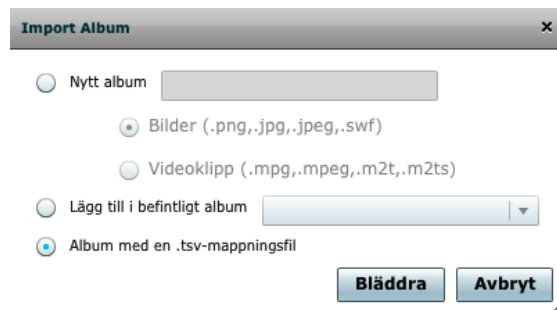 Import Album
Nytt album
Bilder (.png,.jpg,.jpeg,.swf)
Videoklipp (.mpg,.mpeg,.m2t,.m2ts)
Lägg till i befintligt album
Album med en .tsv-mappningsfil
Bläddra Avbryt